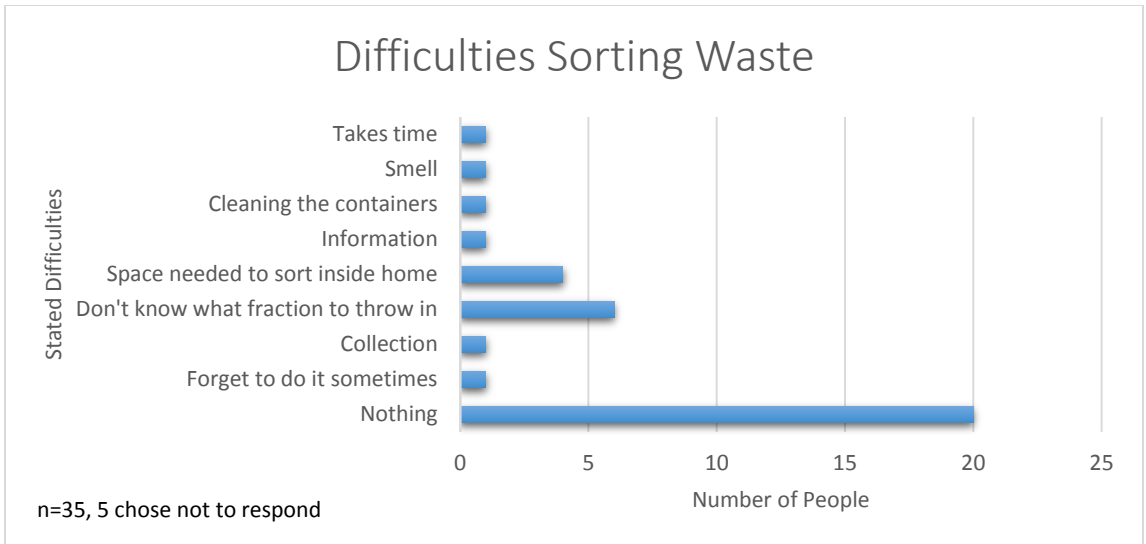 Difficulties Sorting Waste
Stated Difficulties
Takes time
Smell
Cleaning the containers
Information
Space needed to sort inside home
Don't know what fraction to throw in
Collection
Forget to do it sometimes
Nothing
0 5 10 15 20 25
Number of People
n=35, 5 chose not to respond